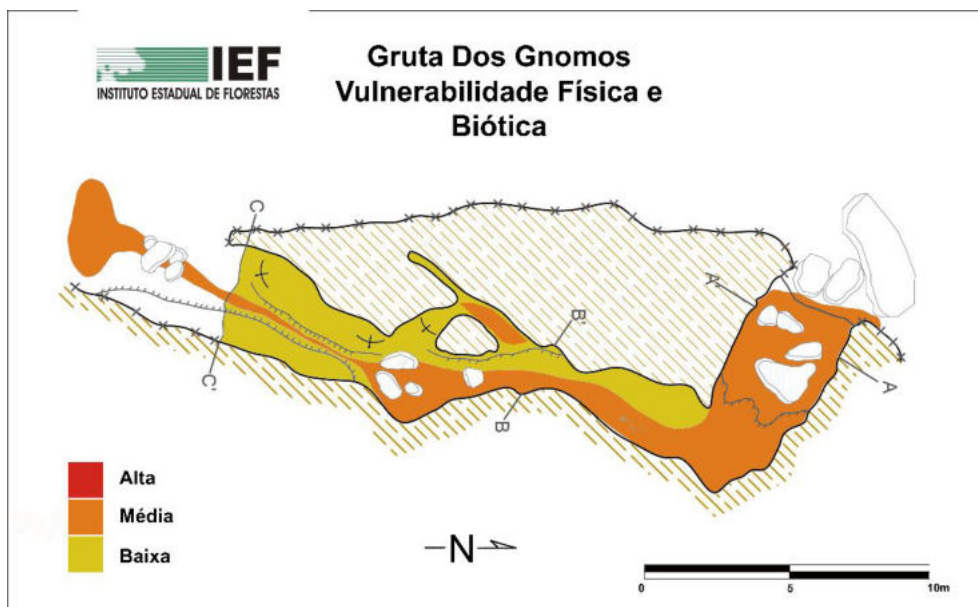 IEF
INSTITUTO ESTADUAL DE FLORESTAS
Gruta Dos Gnomos
Vulnerabilidade Física e
Biótica
C
A'
B'
C'
A
B
Alta
Média
Baixa
N
0 5 10m